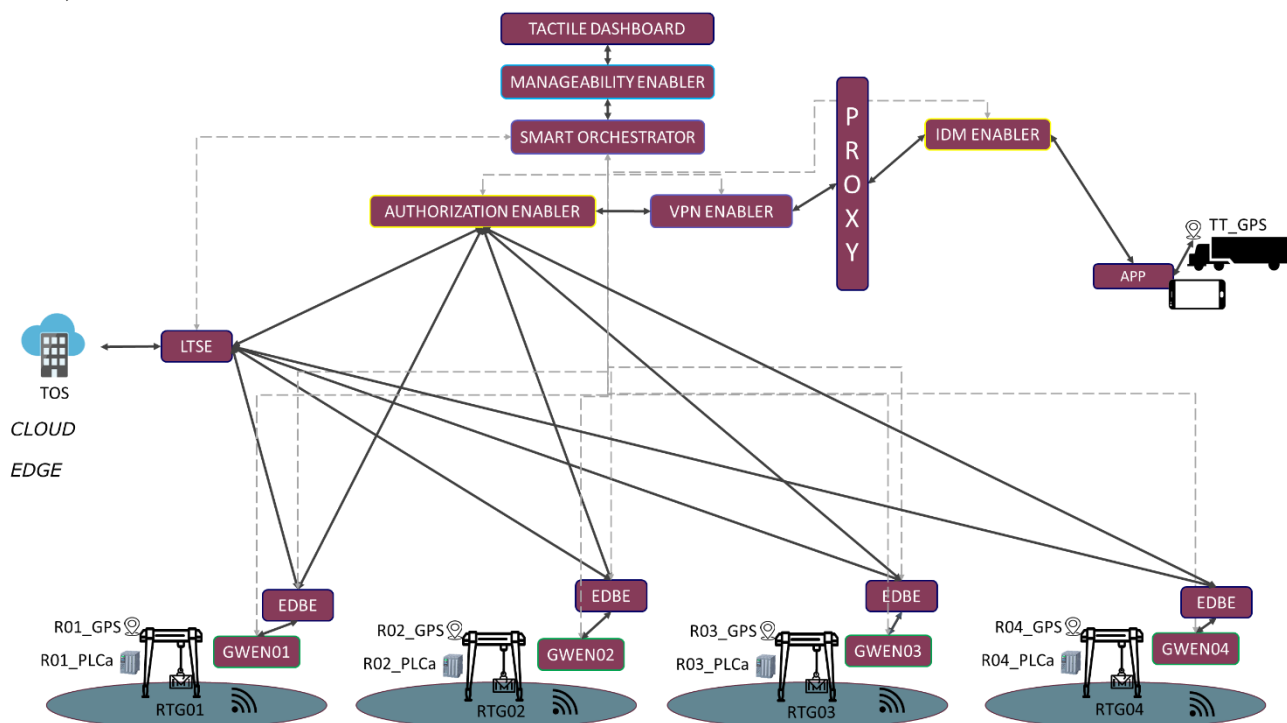 TACTILE DASHBOARD
MANAGEABILITY ENABLER
SMART ORCHESTRATOR
PROXY
IDM ENABLER
AUTHORIZATION ENABLER
VPN ENABLER
TT_GPS
APP
LTSE
TOS
CLOUD
EDGE
EDBE
EDBE
EDBE
EDBE
R01_GPS
R01_PLCa
GWEN01
RTG01
R02_GPS
R02_PLCa
GWEN02
RTG02
R03_GPS
R03_PLCa
GWEN03
RTG03
R04_GPS
R04_PLCa
GWEN04
RTG04